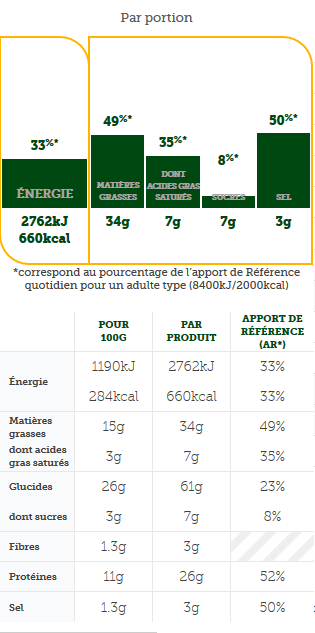 Par portion
33%*
49%*
35%*
8%*
50%*
ÉNERGIE
MATIÈRES
GRASSES
DONT
ACIDES GRAS
SATURÉS
SUCRES
SEL
2762kJ
660kcal
34g
7g
7g
3g
*correspond au pourcentage de l'apport de Référence
quotidien pour un adulte type (8400kJ/2000kcal)
POUR 100G PAR PRODUIT APPORT DE RÉFÉRENCE (AR*)
Énergie 1190kJ 2762kJ 33%
284kcal 660kcal 33%
Matières grasses 15g 34g 49%
dont acides gras saturés 3g 7g 35%
Glucides 26g 61g 23%
dont sucres 3g 7g 8%
Fibres 1.3g 3g
Protéines 11g 26g 52%
Sel 1.3g 3g 50%